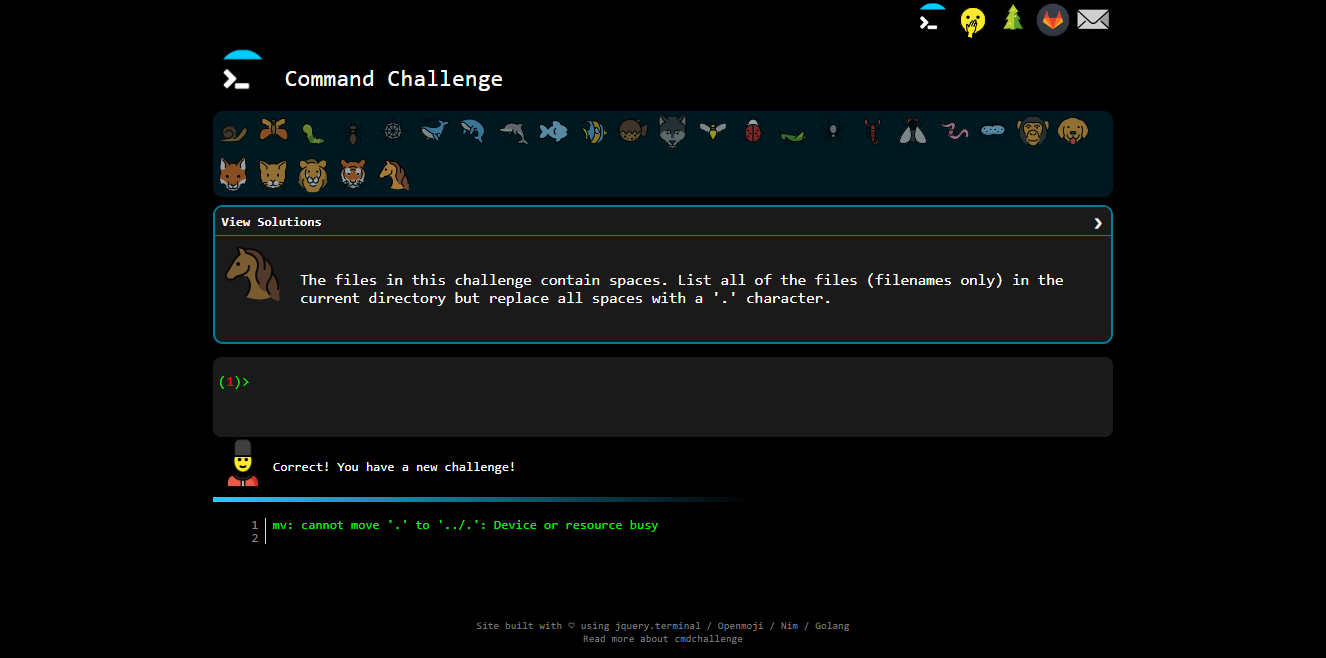 Command Challenge
View Solutions
The files in this challenge contain spaces. List all of the files (filenames only) in the
current directory but replace all spaces with a '.' character.
(1)>
Correct! You have a new challenge!
1 mv: cannot move '.' to '../.': Device or resource busy
2
Site built with ♡ using jquery.terminal / Openmoji / Nim / Golang
Read more about cmdchallenge